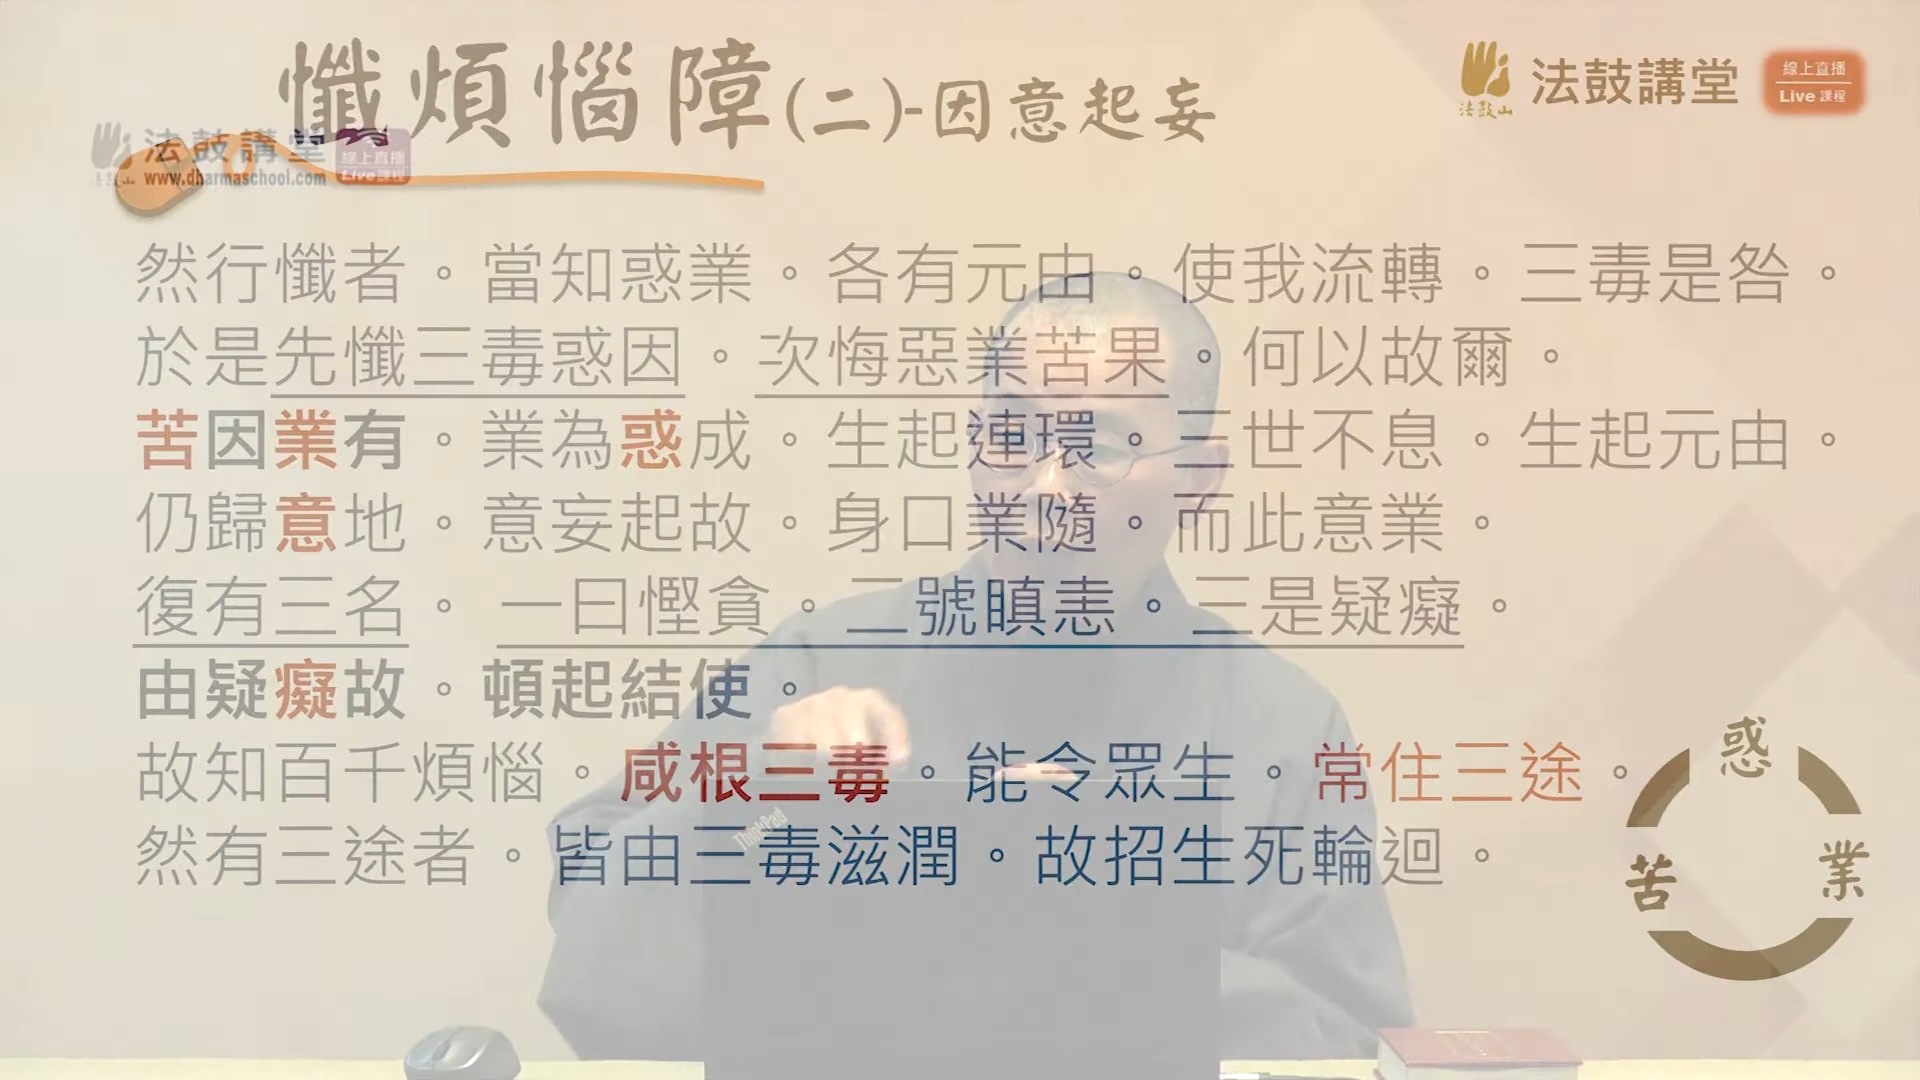 懺煩惱障(二)-因意起妄
法鼓山
法鼓講堂
線上直播
Live 課程
法鼓講堂
www.dharmaschool.com
線上直播
Live 課程
然行懺者。當知惑業。各有元由。使我流轉。三毒是咎。
於是先懺三毒惑因。次悔惡業苦果。何以故爾。
苦因業有。業為惑成。生起連環。三世不息。生起元由。
仍歸意地。意妄起故。身口業隨。而此意業。
復有三名。一曰慳貪。二號瞋恚。三是疑癡。
由疑癡故。頓起結使。
故知百千煩惱。咸根三毒。能令眾生。常住三途。
然有三途者。皆由三毒滋潤。故招生死輪迴。
惑
苦
業
ThinkPad